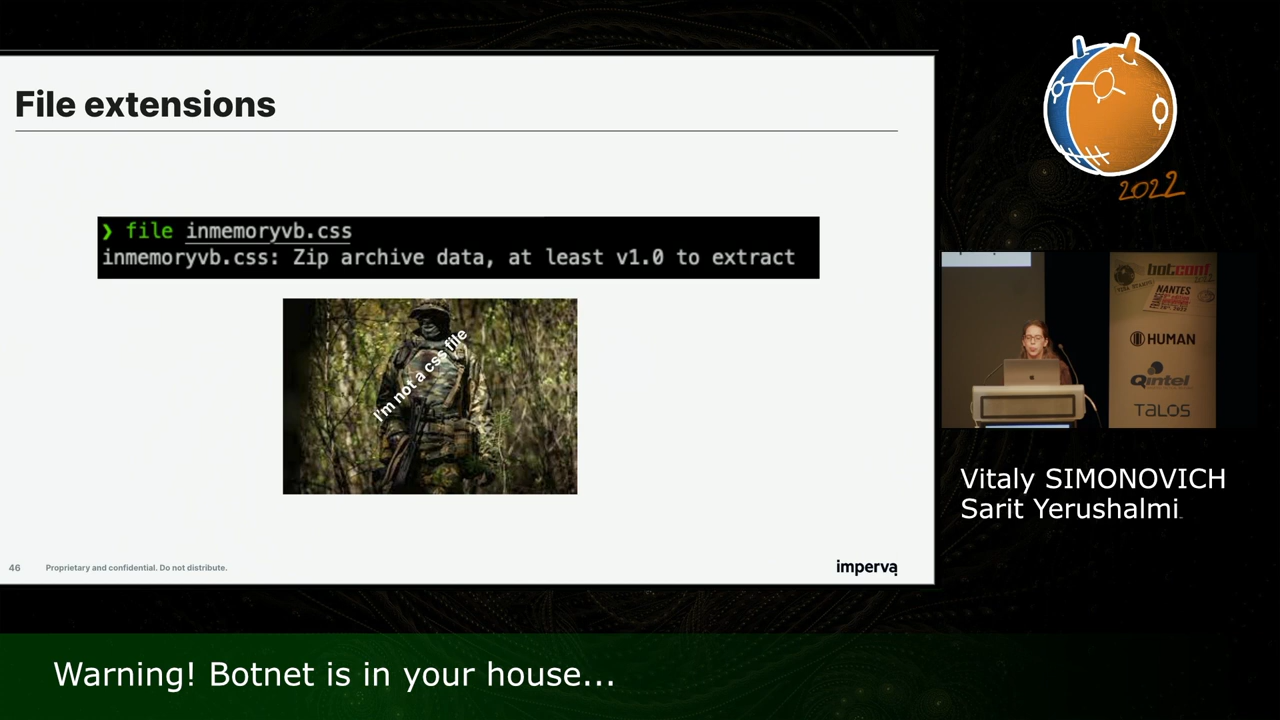 File extensions
❯ file inmemoryvb.css
inmemoryvb.css: Zip archive data, at least v1.0 to extract
I'm not a css file
46
Proprietary and confidential. Do not distribute.
imperva
2022
botconf
NANTES
HUMAN
Qintel
TALOS
Vitaly SIMONOVICH
Sarit Yerushalmi
Warning! Botnet is in your house...